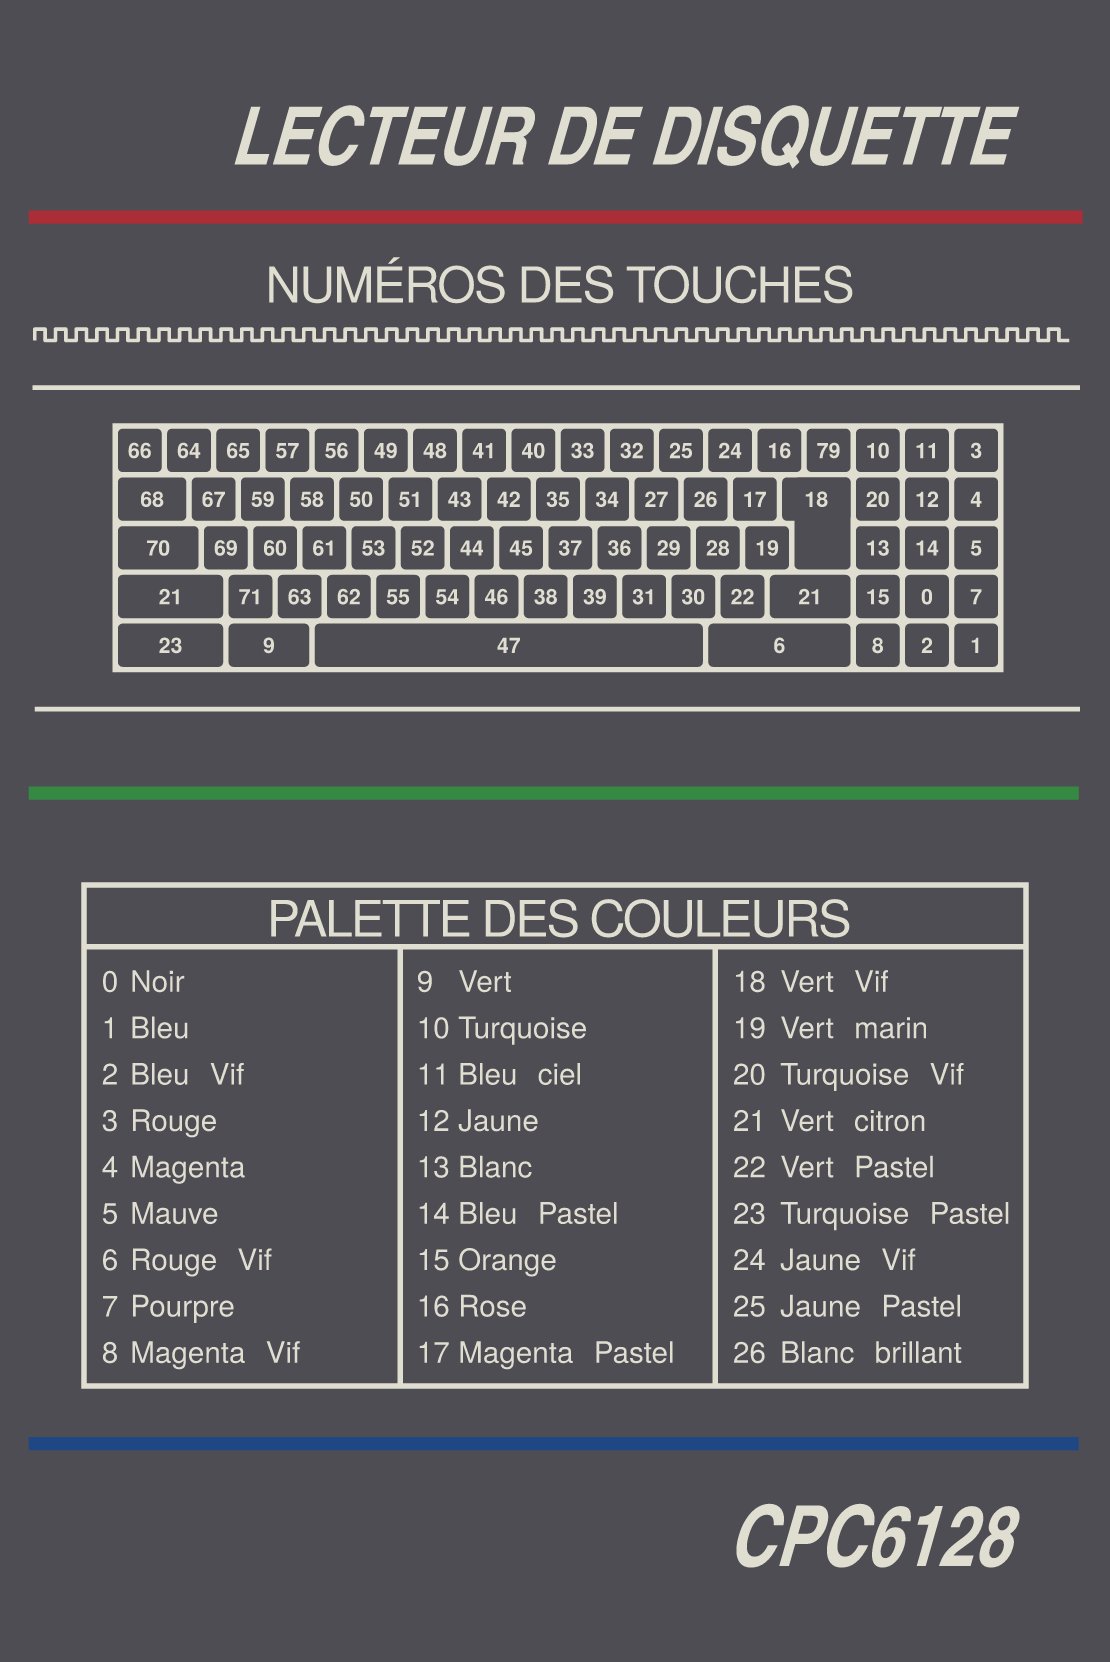 LECTEUR DE DISQUETTE
NUMÉROS DES TOUCHES
66 64 65 57 56 49 48 41 40 33 32 25 24 16 79 10 11 3
68 67 59 58 50 51 43 42 35 34 27 26 17 18 20 12 4
70 69 60 61 53 52 44 45 37 36 29 28 19 13 14 5
21 71 63 62 55 54 46 38 39 31 30 22 21 15 0 7
23 9 47 6 8 2 1
PALETTE DES COULEURS
0 Noir
1 Bleu
2 Bleu Vif
3 Rouge
4 Magenta
5 Mauve
6 Rouge Vif
7 Pourpre
8 Magenta Vif
9 Vert
10 Turquoise
11 Bleu ciel
12 Jaune
13 Blanc
14 Bleu Pastel
15 Orange
16 Rose
17 Magenta Pastel
18 Vert Vif
19 Vert marin
20 Turquoise Vif
21 Vert citron
22 Vert Pastel
23 Turquoise Pastel
24 Jaune Vif
25 Jaune Pastel
26 Blanc brillant
CPC6128